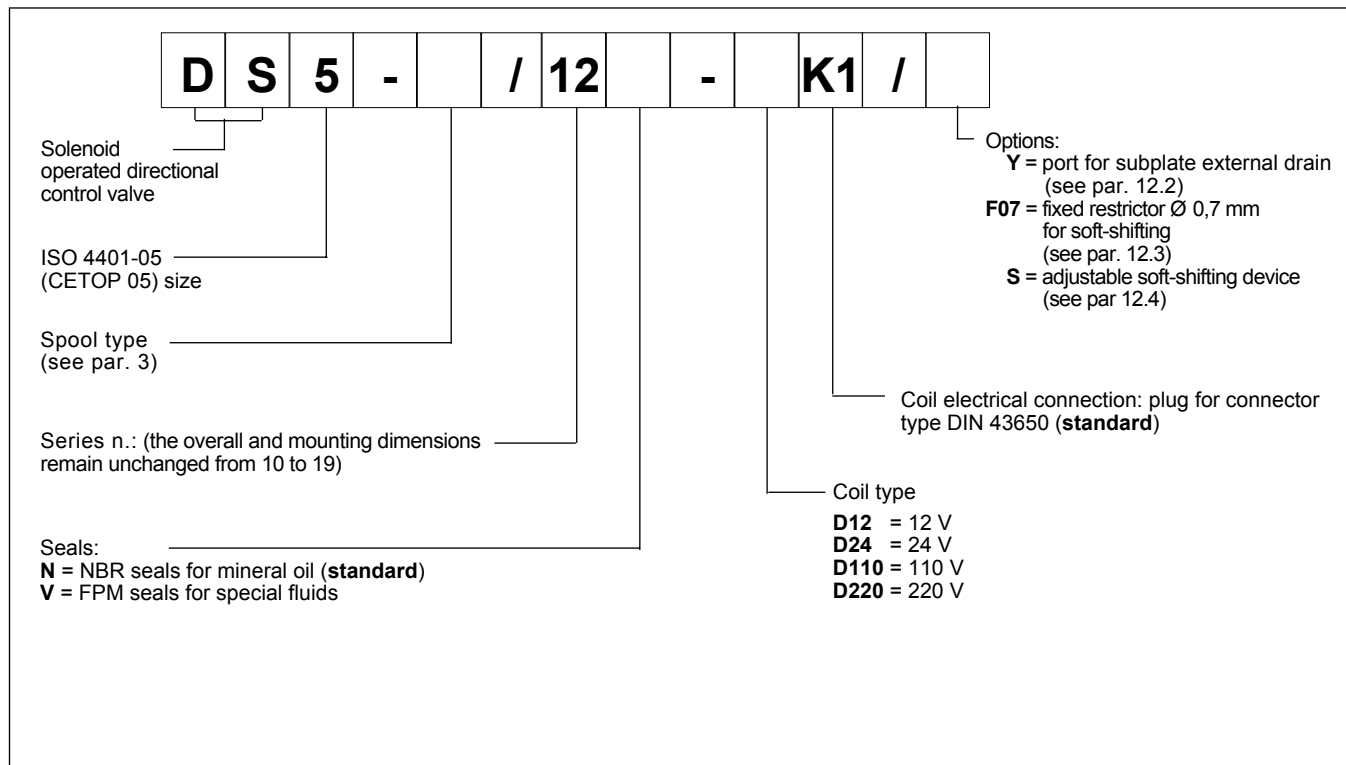 D S 5 - / 12 - K1 /
Solenoid
operated directional
control valve
ISO 4401-05
(CETOP 05) size
Spool type
(see par. 3)
Series n.: (the overall and mounting dimensions
remain unchanged from 10 to 19)
Seals:
N = NBR seals for mineral oil (standard)
V = FPM seals for special fluids
Options:
Y = port for subplate external drain
(see par. 12.2)
F07 = fixed restrictor Ø 0,7 mm
for soft-shifting
(see par. 12.3)
S = adjustable soft-shifting device
(see par 12.4)
Coil electrical connection: plug for connector
type DIN 43650 (standard)
Coil type
D12 = 12 V
D24 = 24 V
D110 = 110 V
D220 = 220 V